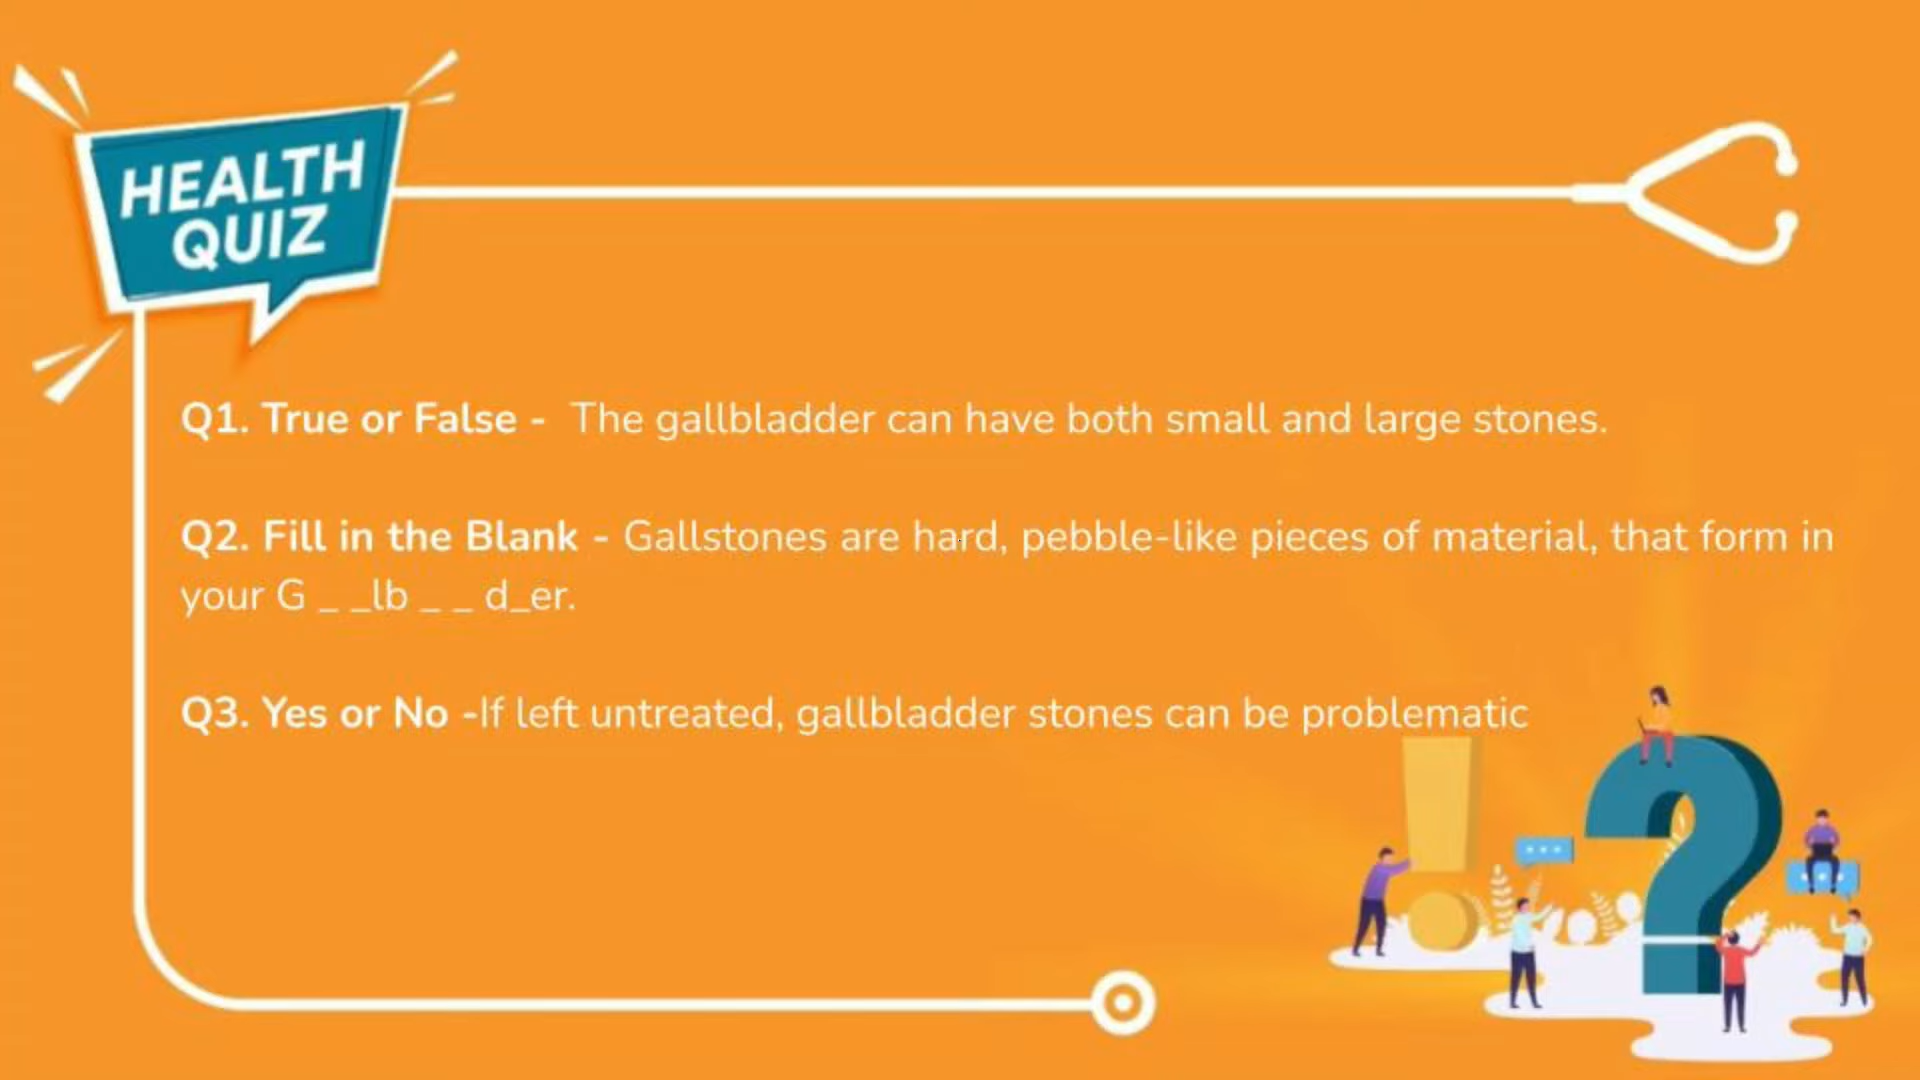 HEALTH
QUIZ
Q1. True or False - The gallbladder can have both small and large stones.
Q2. Fill in the Blank - Gallstones are hard, pebble-like pieces of material, that form in
your G _ _lb _ _ d_er.
Q3. Yes or No -If left untreated, gallbladder stones can be problematic